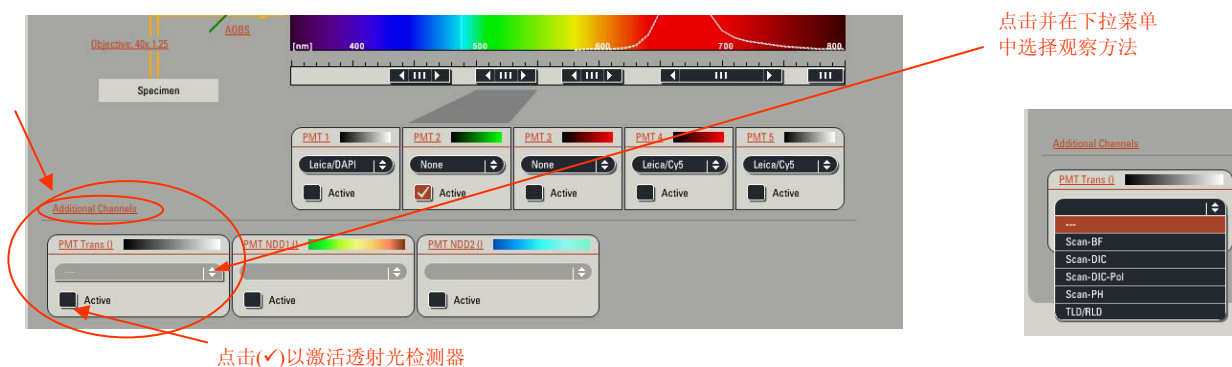 点击并在下拉菜单
中选择观察方法
Objective: 40x 1.25
AOBS
Specimen
[nm] 400 500 600 700 800
PMT 1 PMT 2 PMT 3 PMT 4 PMT 5
Leica/DAPI None None Leica/Cy5 Leica/Cy5
Active Active Active Active Active
Additional Channels
PMT Trans () PMT NDD1 () PMT NDD2 ()
---
Active Active Active
点击(✓)以激活透射光检测器
Additional Channels
PMT Trans ()
---
Scan-BF
Scan-DIC
Scan-DIC-Pol
Scan-PH
TLD/RLD